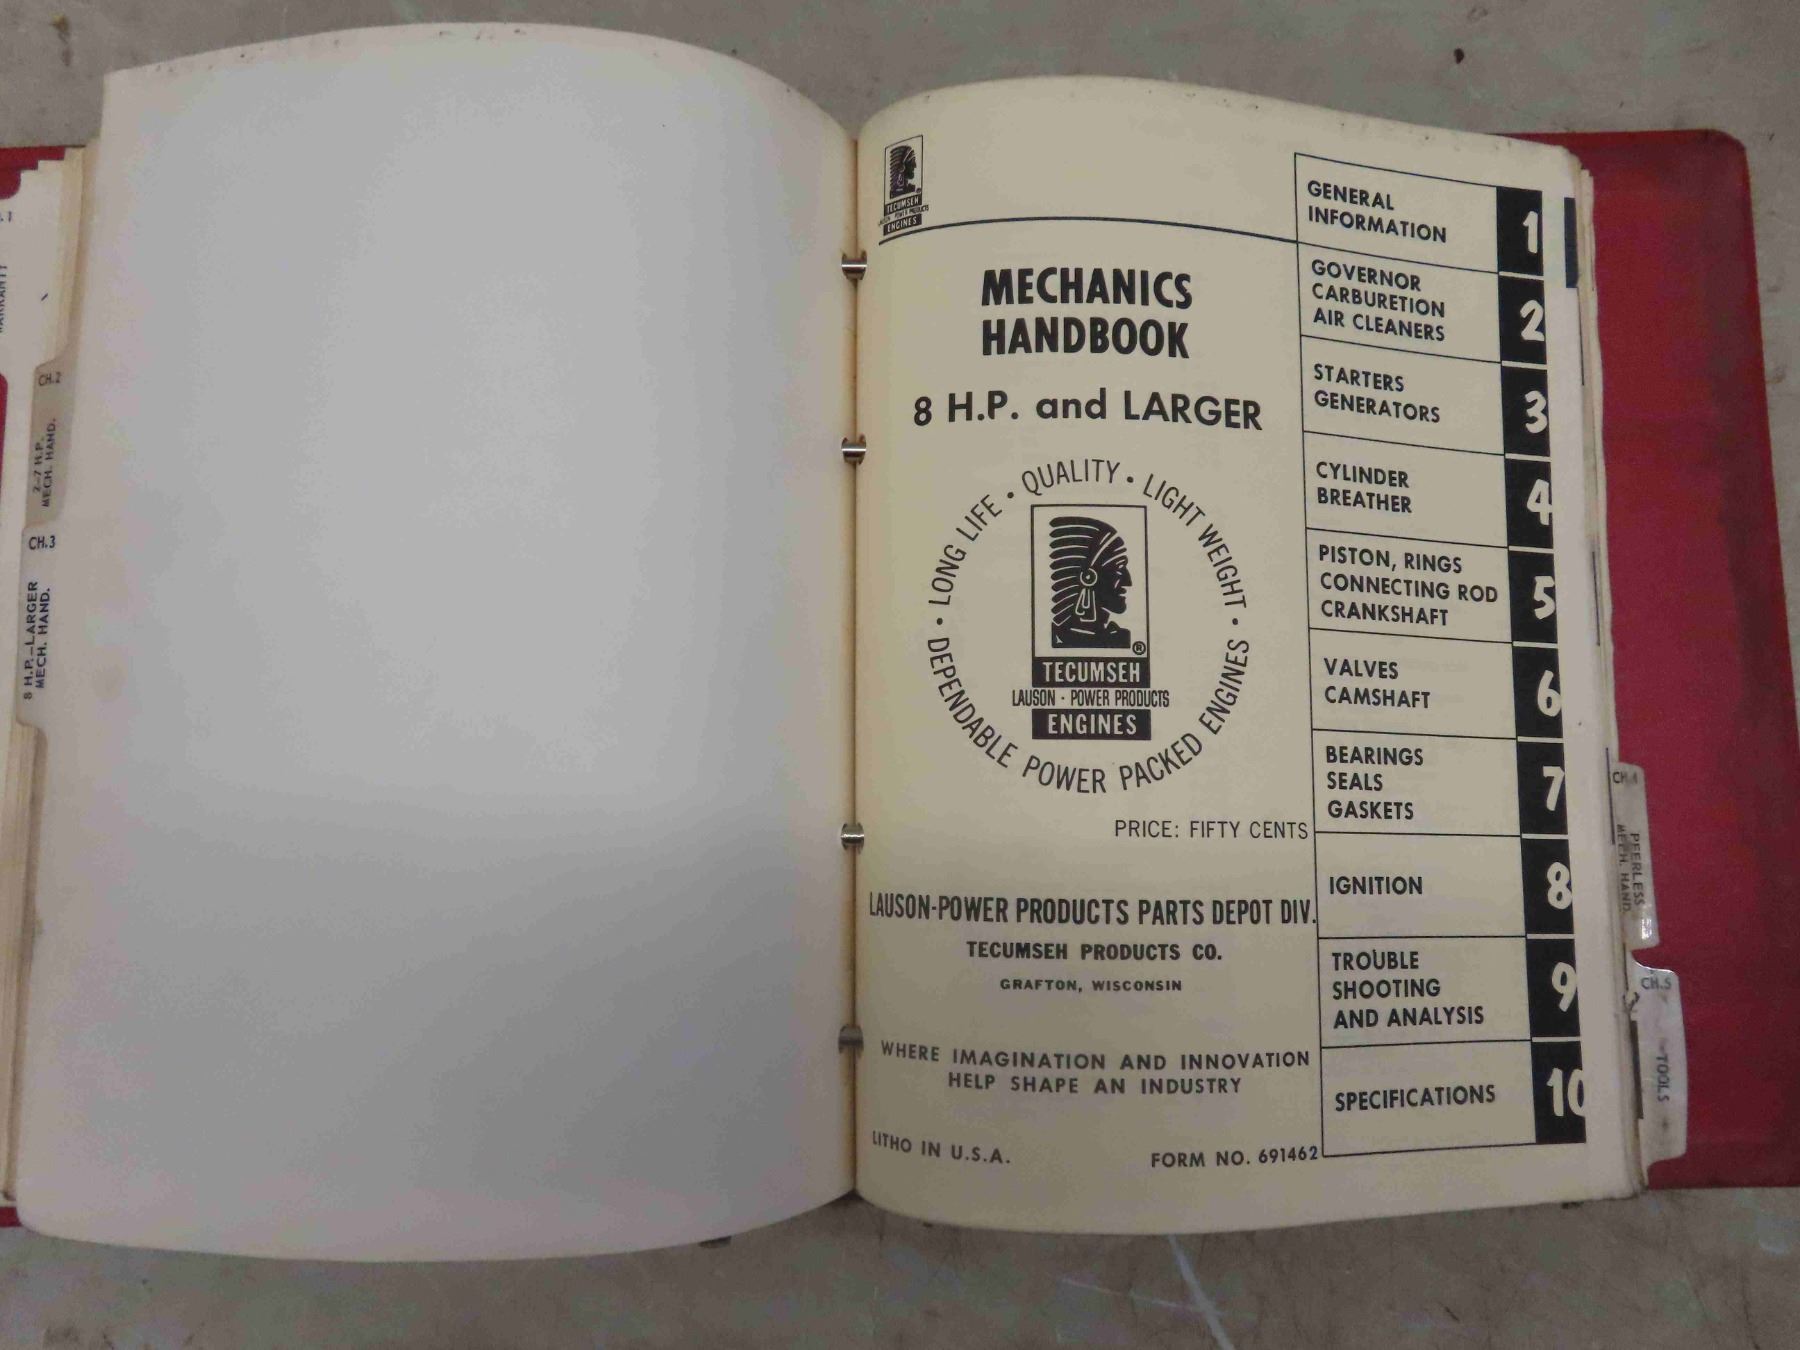 CH.2
2-7 H.P.
MECH. HAND.
CH.3
8 H.P.-LARGER
MECH. HAND.
TECUMSEH
LAUSON POWER PRODUCTS
ENGINES
MECHANICS
HANDBOOK
8 H.P. and LARGER
• LONG LIFE • QUALITY • LIGHT WEIGHT •
DEPENDABLE POWER PACKED ENGINES
®
TECUMSEH
LAUSON • POWER PRODUCTS
ENGINES
PRICE: FIFTY CENTS
LAUSON-POWER PRODUCTS PARTS DEPOT DIV.
TECUMSEH PRODUCTS CO.
GRAFTON, WISCONSIN
WHERE IMAGINATION AND INNOVATION
HELP SHAPE AN INDUSTRY
LITHO IN U.S.A.
FORM NO. 691462
GENERAL
INFORMATION
1
GOVERNOR
CARBURETION
AIR CLEANERS
2
STARTERS
GENERATORS
3
CYLINDER
BREATHER
4
PISTON, RINGS
CONNECTING ROD
CRANKSHAFT
5
VALVES
CAMSHAFT
6
BEARINGS
SEALS
GASKETS
7
IGNITION
8
TROUBLE
SHOOTING
AND ANALYSIS
9
SPECIFICATIONS
10
CH.4
PEERLESS
MECH. HAND.
CH.5
TOOLS